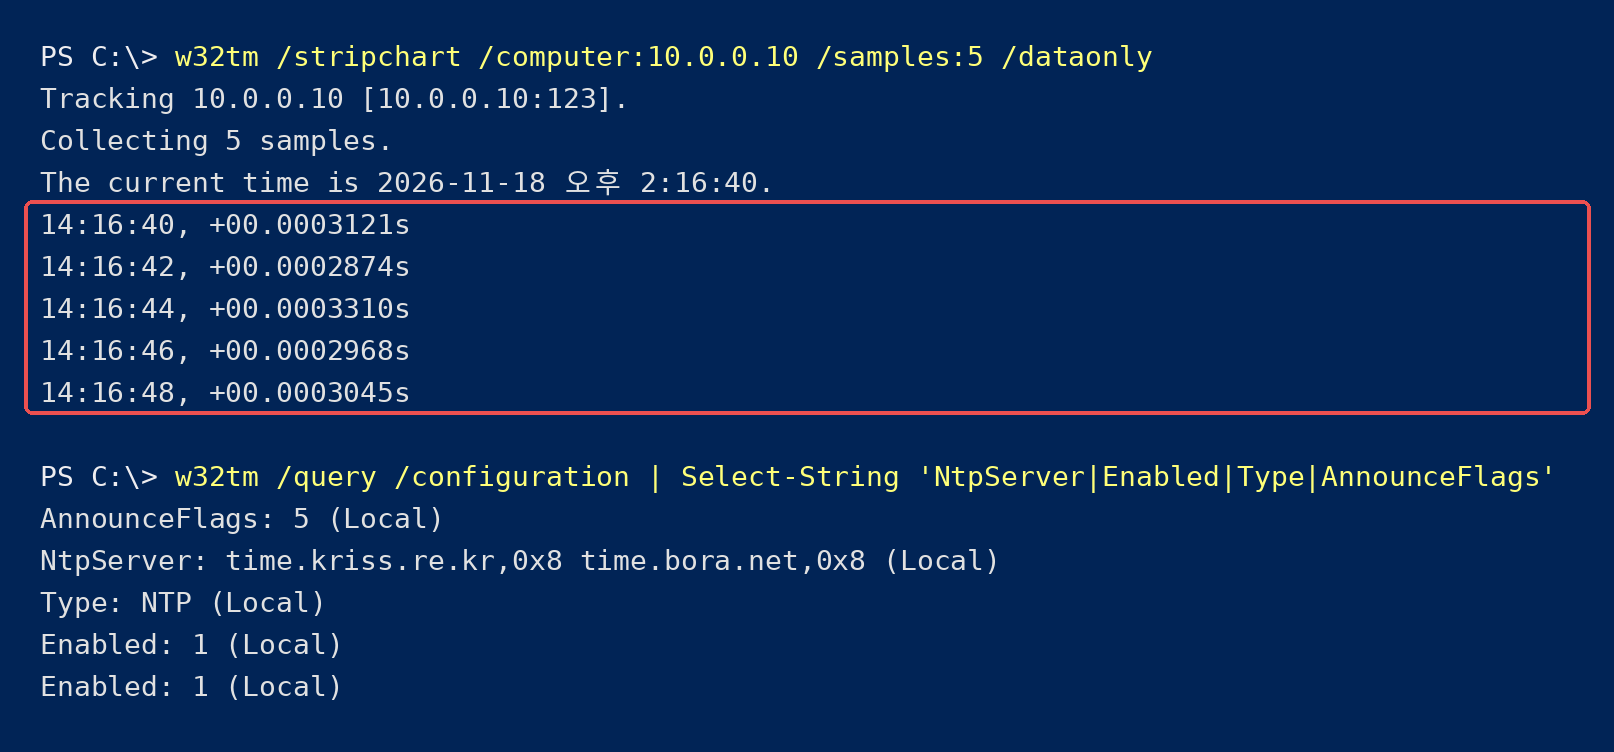 PS C:\> w32tm /stripchart /computer:10.0.0.10 /samples:5 /dataonly
Tracking 10.0.0.10 [10.0.0.10:123].
Collecting 5 samples.
The current time is 2026-11-18 오후 2:16:40.
14:16:40, +00.0003121s
14:16:42, +00.0002874s
14:16:44, +00.0003310s
14:16:46, +00.0002968s
14:16:48, +00.0003045s
PS C:\> w32tm /query /configuration | Select-String 'NtpServer|Enabled|Type|AnnounceFlags'
AnnounceFlags: 5 (Local)
NtpServer: time.kriss.re.kr,0x8 time.bora.net,0x8 (Local)
Type: NTP (Local)
Enabled: 1 (Local)
Enabled: 1 (Local)